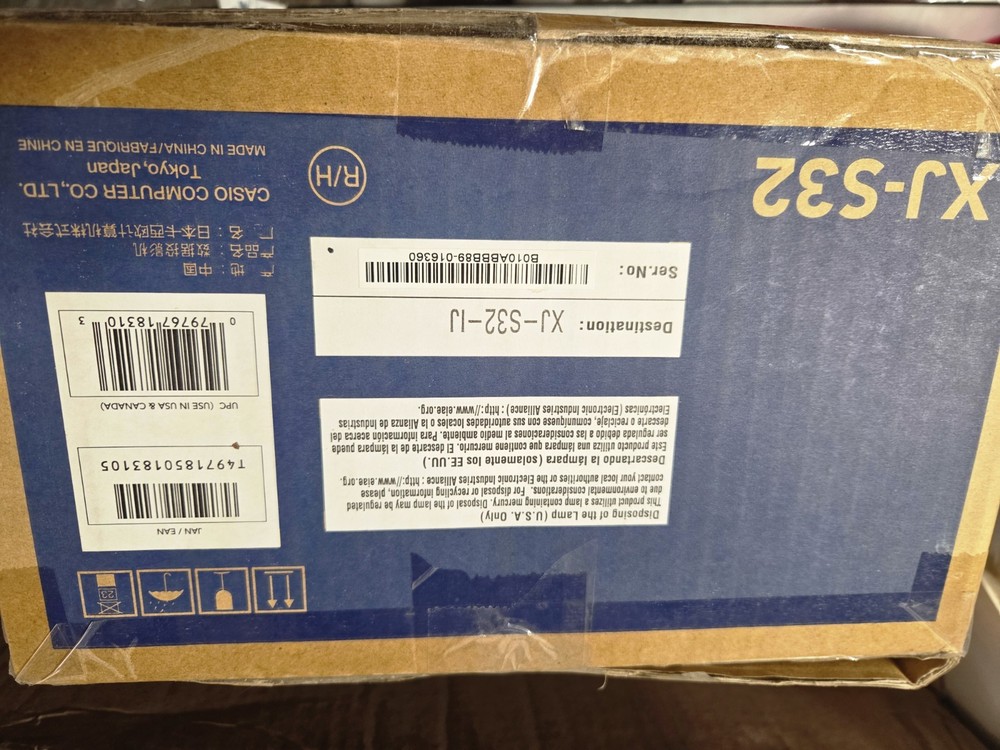 XJ-S32
R/H
CASIO COMPUTER CO.,LTD.
Tokyo,Japan
MADE IN CHINA/FABRIQUE EN CHINE
厂 名：日本卡西欧计算机株式会社
产品名：数据投影机
产 地：中国
Ser.No:
B010ABBB89-016360
Destination: XJ-S32-IJ
0 79767 18310 3
UPC (USE IN USA & CANADA)
T4971850183105
JAN / EAN
Disposing of the Lamp (U.S.A. Only)
This product utilizes a lamp containing mercury. Disposal of the lamp may be regulated
due to environmental considerations. For disposal or recycling information, please
contact your local authorities or the Electronic Industries Alliance : http://www.eiae.org.
Descartando la lámpara (solamente los EE.UU.)
Este producto utiliza una lámpara que contiene mercurio. El descarte de la lámpara puede
ser regulada debido a las consideraciones al medio ambiente. Para información acerca del
descarte o reciclaje, comuníquese con sus autoridades locales o la Alianza de Industrias
Electrónicas (Electronic Industries Alliance) : http://www.eiae.org.
23